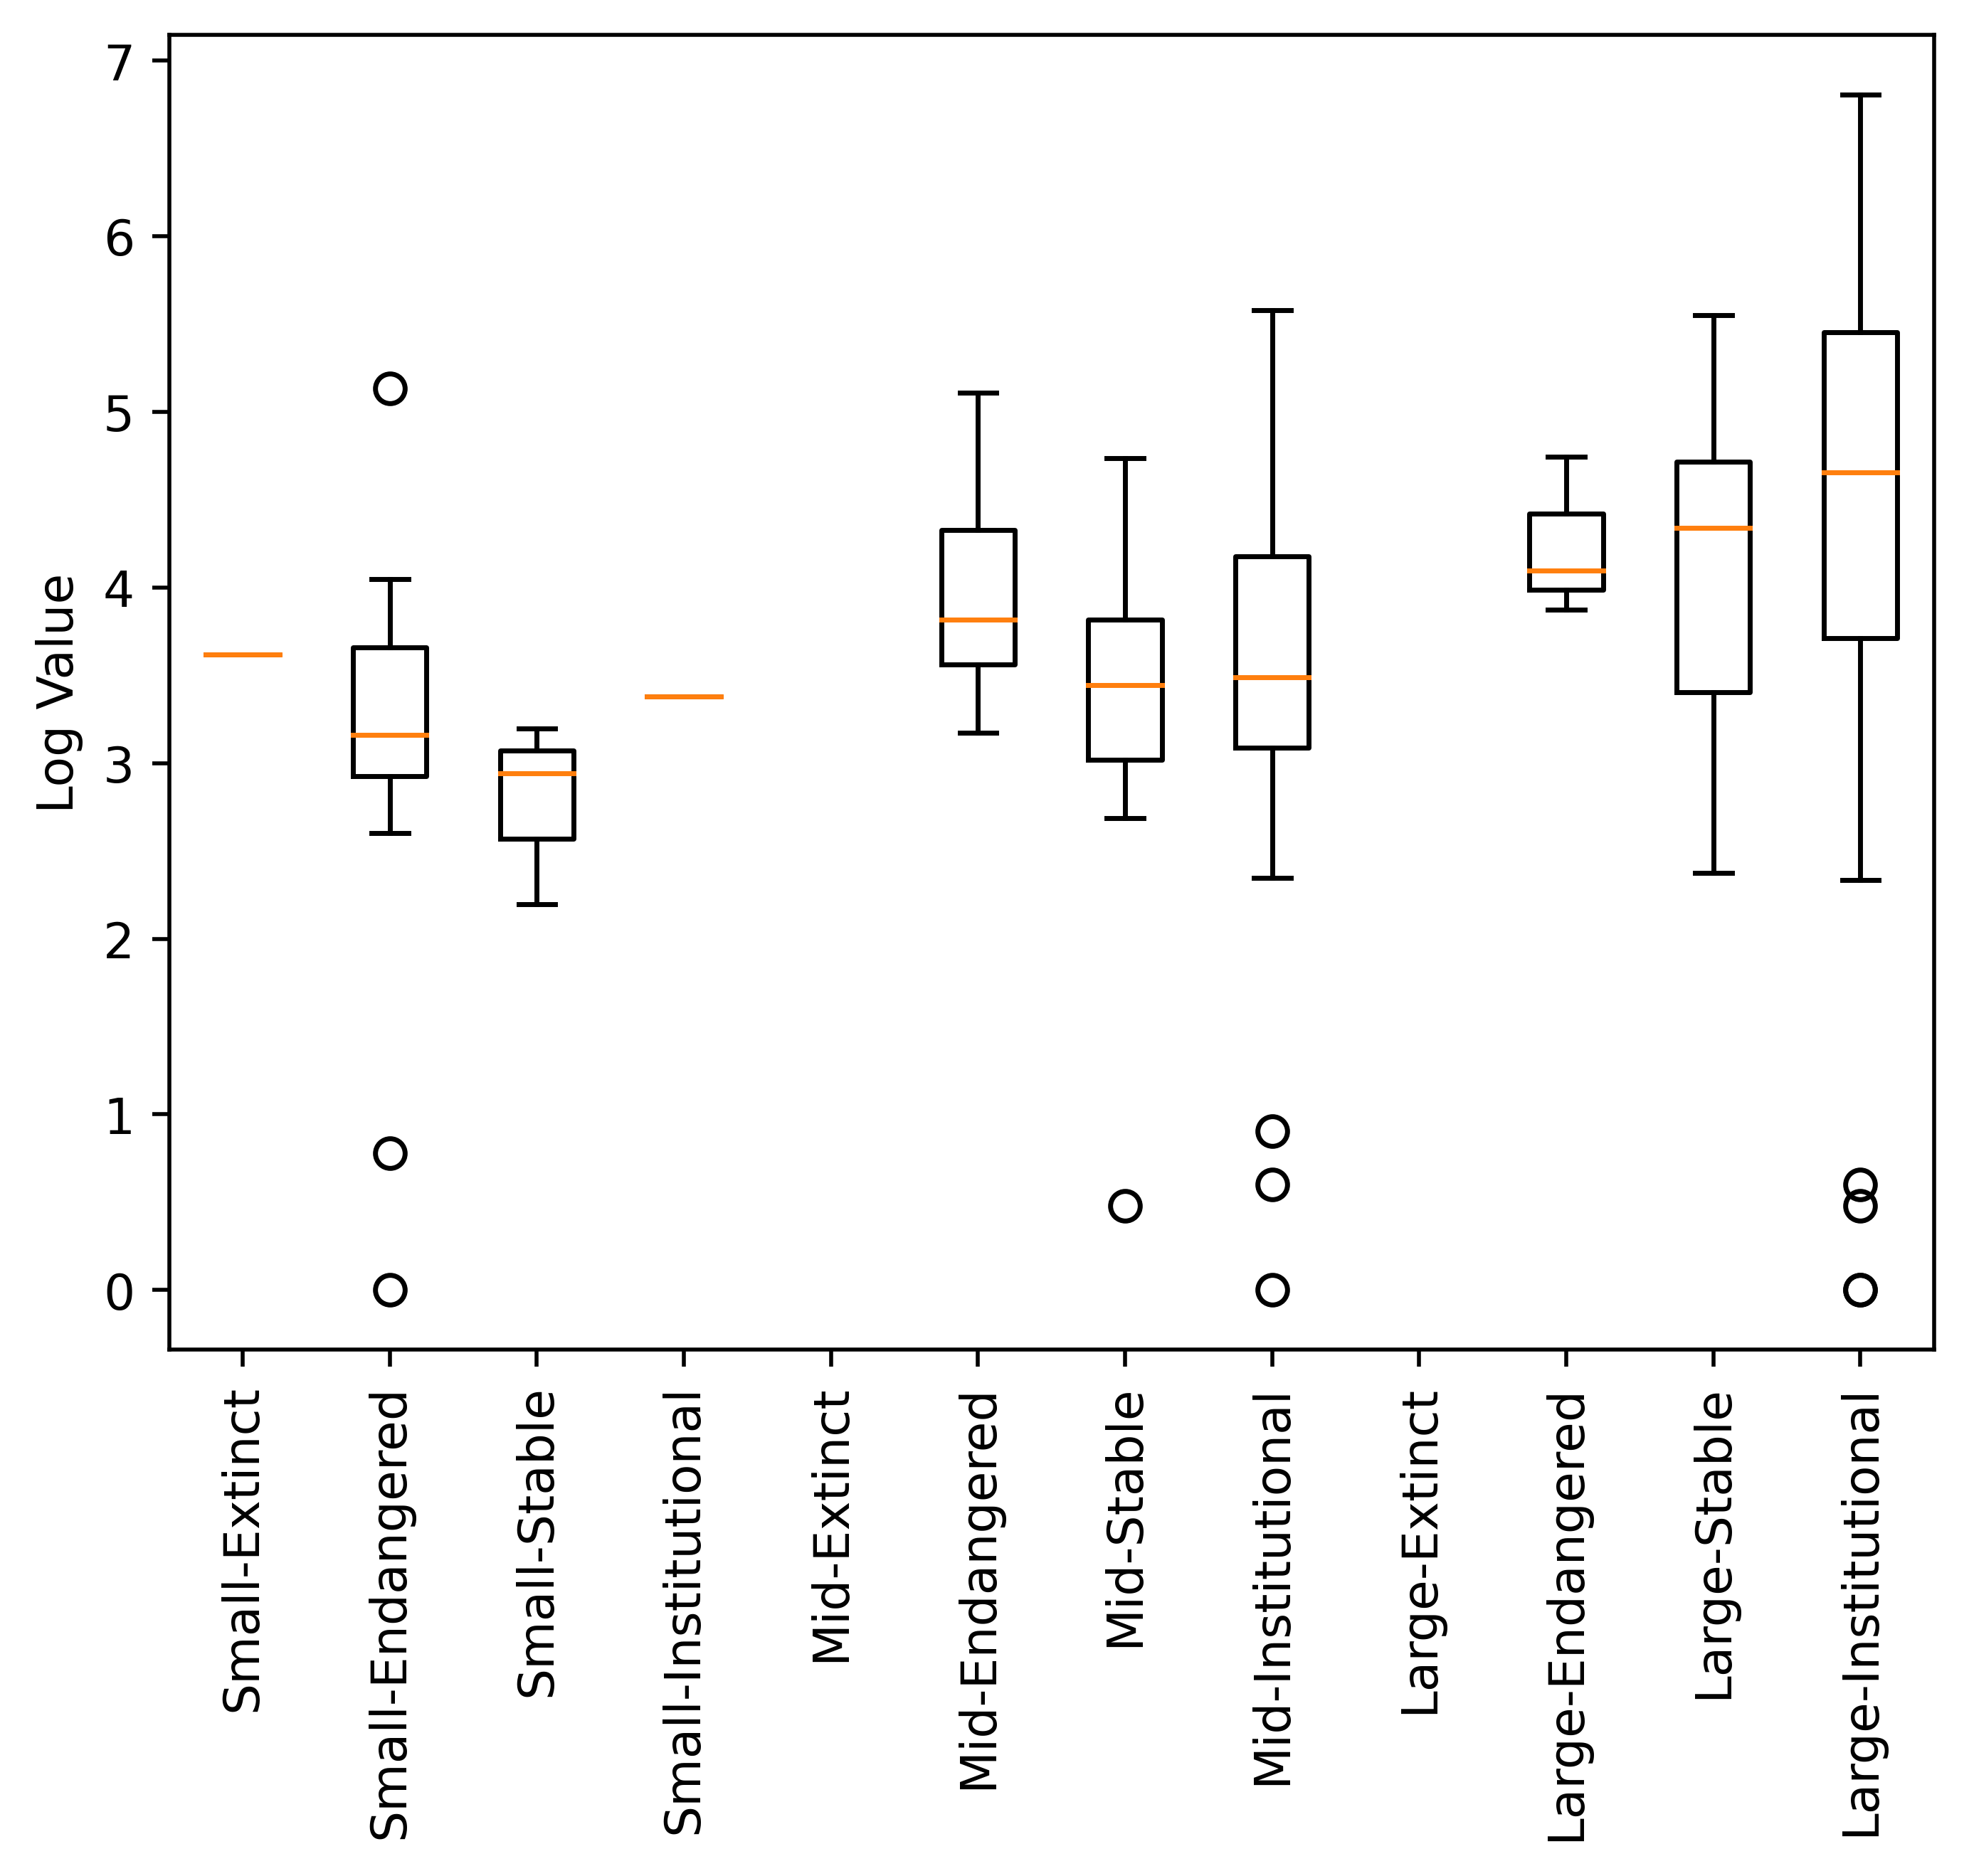 7
6
5
4
3
2
1
0
Log Value
Small-Extinct
Small-Endangered
Small-Stable
Small-Institutional
Mid-Extinct
Mid-Endangered
Mid-Stable
Mid-Institutional
Large-Extinct
Large-Endangered
Large-Stable
Large-Institutional